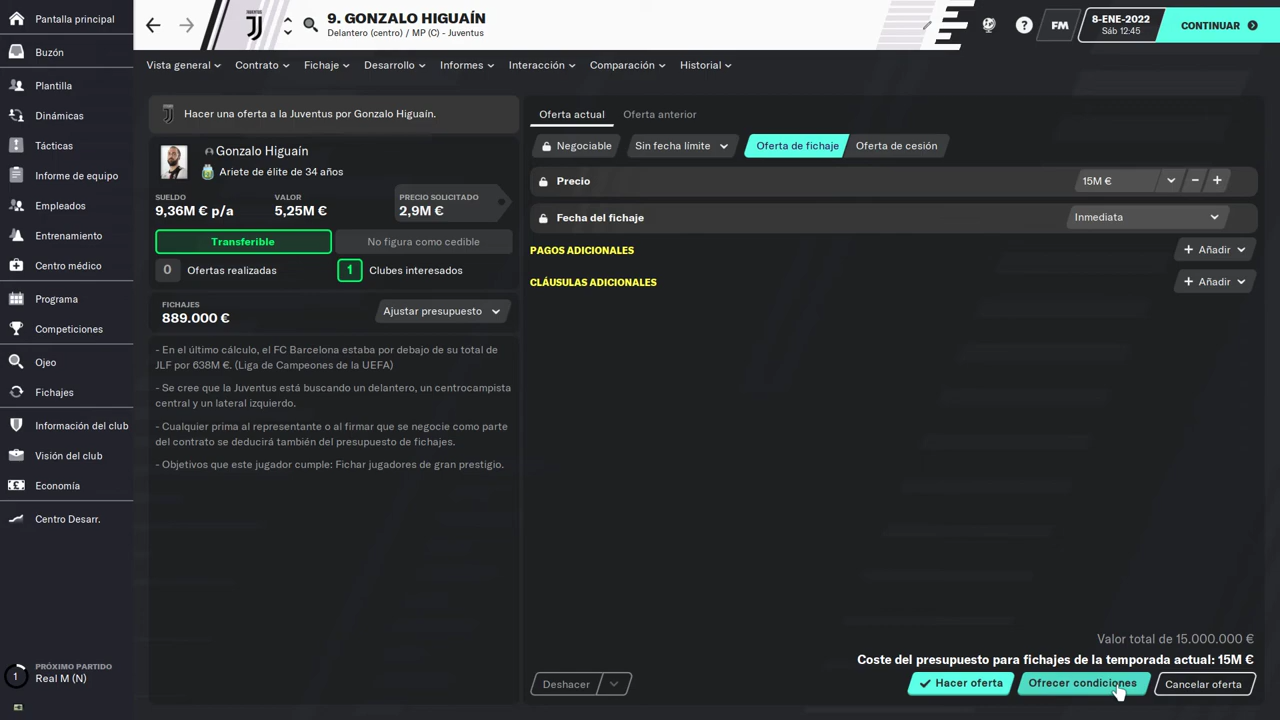 Pantalla principal
Buzón
Plantilla
Dinámicas
Tácticas
Informe de equipo
Empleados
Entrenamiento
Centro médico
Programa
Competiciones
Ojeo
Fichajes
Información del club
Visión del club
Economía
Centro Desarr.
PRÓXIMO PARTIDO
1
Real M (N)
9. GONZALO HIGUAÍN
Delantero (centro) / MP (C) - Juventus
?
FM
8-ENE-2022
Sáb 12:45
CONTINUAR
Vista general
Contrato
Fichaje
Desarrollo
Informes
Interacción
Comparación
Historial
Hacer una oferta a la Juventus por Gonzalo Higuaín.
Gonzalo Higuaín
Ariete de élite de 34 años
SUELDO
9,36M € p/a
VALOR
5,25M €
PRECIO SOLICITADO
2,9M €
Transferible
No figura como cedible
0 Ofertas realizadas
1 Clubes interesados
FICHAJES
889.000 €
Ajustar presupuesto
- En el último cálculo, el FC Barcelona estaba por debajo de su total de
JLF por 638M €. (Liga de Campeones de la UEFA)
- Se cree que la Juventus está buscando un delantero, un centrocampista
central y un lateral izquierdo.
- Cualquier prima al representante o al firmar que se negocie como parte
del contrato se deducirá también del presupuesto de fichajes.
- Objetivos que este jugador cumple: Fichar jugadores de gran prestigio.
Oferta actual
Oferta anterior
Negociable
Sin fecha límite
Oferta de fichaje
Oferta de cesión
Precio
15M €
- +
Fecha del fichaje
Inmediata
PAGOS ADICIONALES
+ Añadir
CLÁUSULAS ADICIONALES
+ Añadir
Valor total de 15.000.000 €
Coste del presupuesto para fichajes de la temporada actual: 15M €
Deshacer
Hacer oferta
Ofrecer condiciones
Cancelar oferta